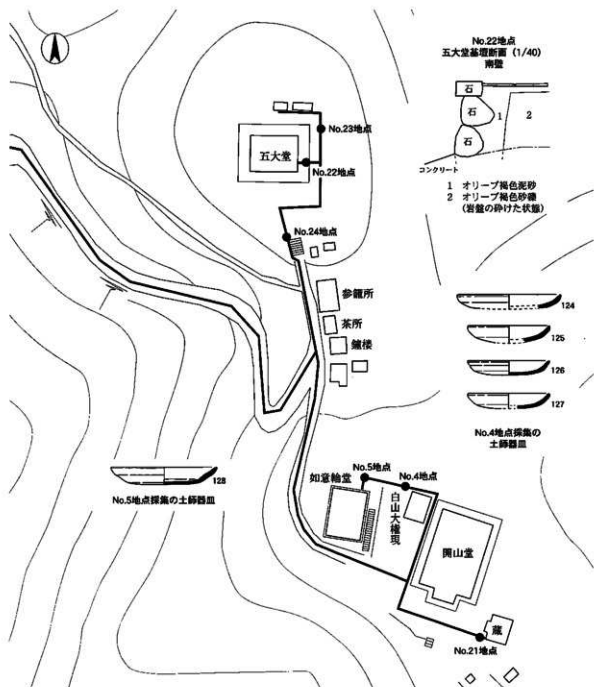 No.22地点
五大堂基壇断面（1/40）
南壁
石
石
石
1
2
コンクリート
1 オリーブ褐色泥砂
2 オリーブ褐色砂礫
（岩盤の砕けた状態）
No.23地点
五大堂
No.22地点
No.24地点
参籠所
茶所
鐘楼
124
125
126
127
No.4地点採集の
土師器皿
128
No.5地点採集の土師器皿
No.5地点
No.4地点
如意輪堂
白山大権現
開山堂
蔵
No.21地点